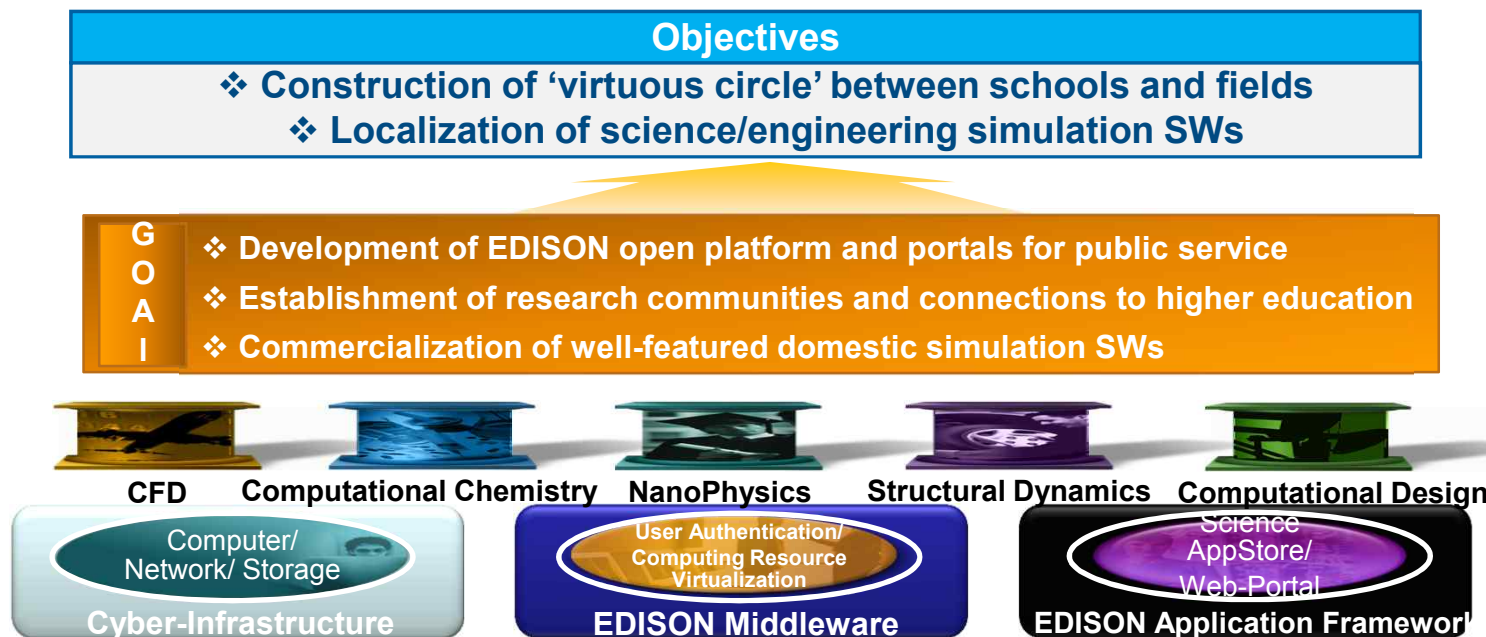 Objectives
❖ Construction of ‘virtuous circle’ between schools and fields
❖ Localization of science/engineering simulation SWs
G
O
A
l
❖ Development of EDISON open platform and portals for public service
❖ Establishment of research communities and connections to higher education
❖ Commercialization of well-featured domestic simulation SWs
CFD
Computational Chemistry
NanoPhysics
Structural Dynamics
Computational Design
Computer/
Network/ Storage
Cyber-Infrastructure
User Authentication/
Computing Resource
Virtualization
EDISON Middleware
Science
AppStore/
Web-Portal
EDISON Application Framework